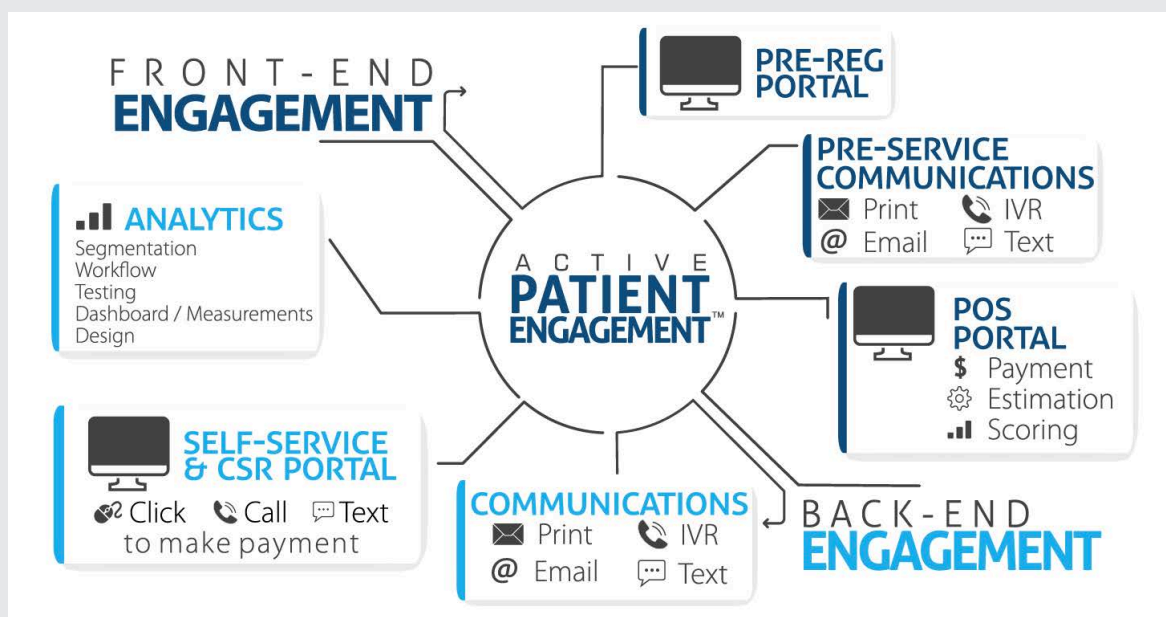 FRONT-END
ENGAGEMENT
PRE-REG
PORTAL
PRE-SERVICE
COMMUNICATIONS
Print IVR
@ Email Text
ANALYTICS
Segmentation
Workflow
Testing
Dashboard / Measurements
Design
ACTIVE
PATIENT
ENGAGEMENT™
POS
PORTAL
$ Payment
Estimation
Scoring
SELF-SERVICE
& CSR PORTAL
Click Call Text
to make payment
COMMUNICATIONS
Print IVR
@ Email Text
BACK-END
ENGAGEMENT